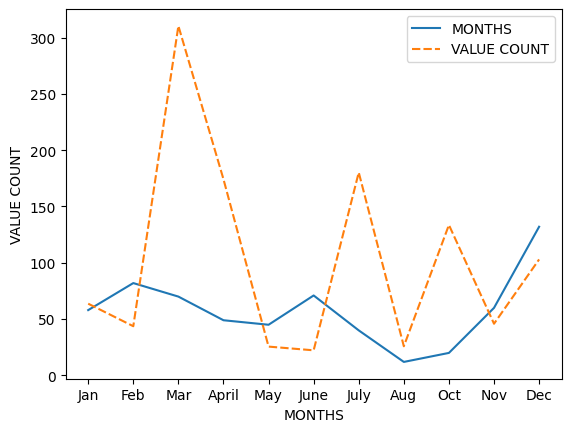 MONTHS
VALUE COUNT
300
250
200
150
100
50
0
VALUE COUNT
Jan Feb Mar April May June July Aug Oct Nov Dec
MONTHS